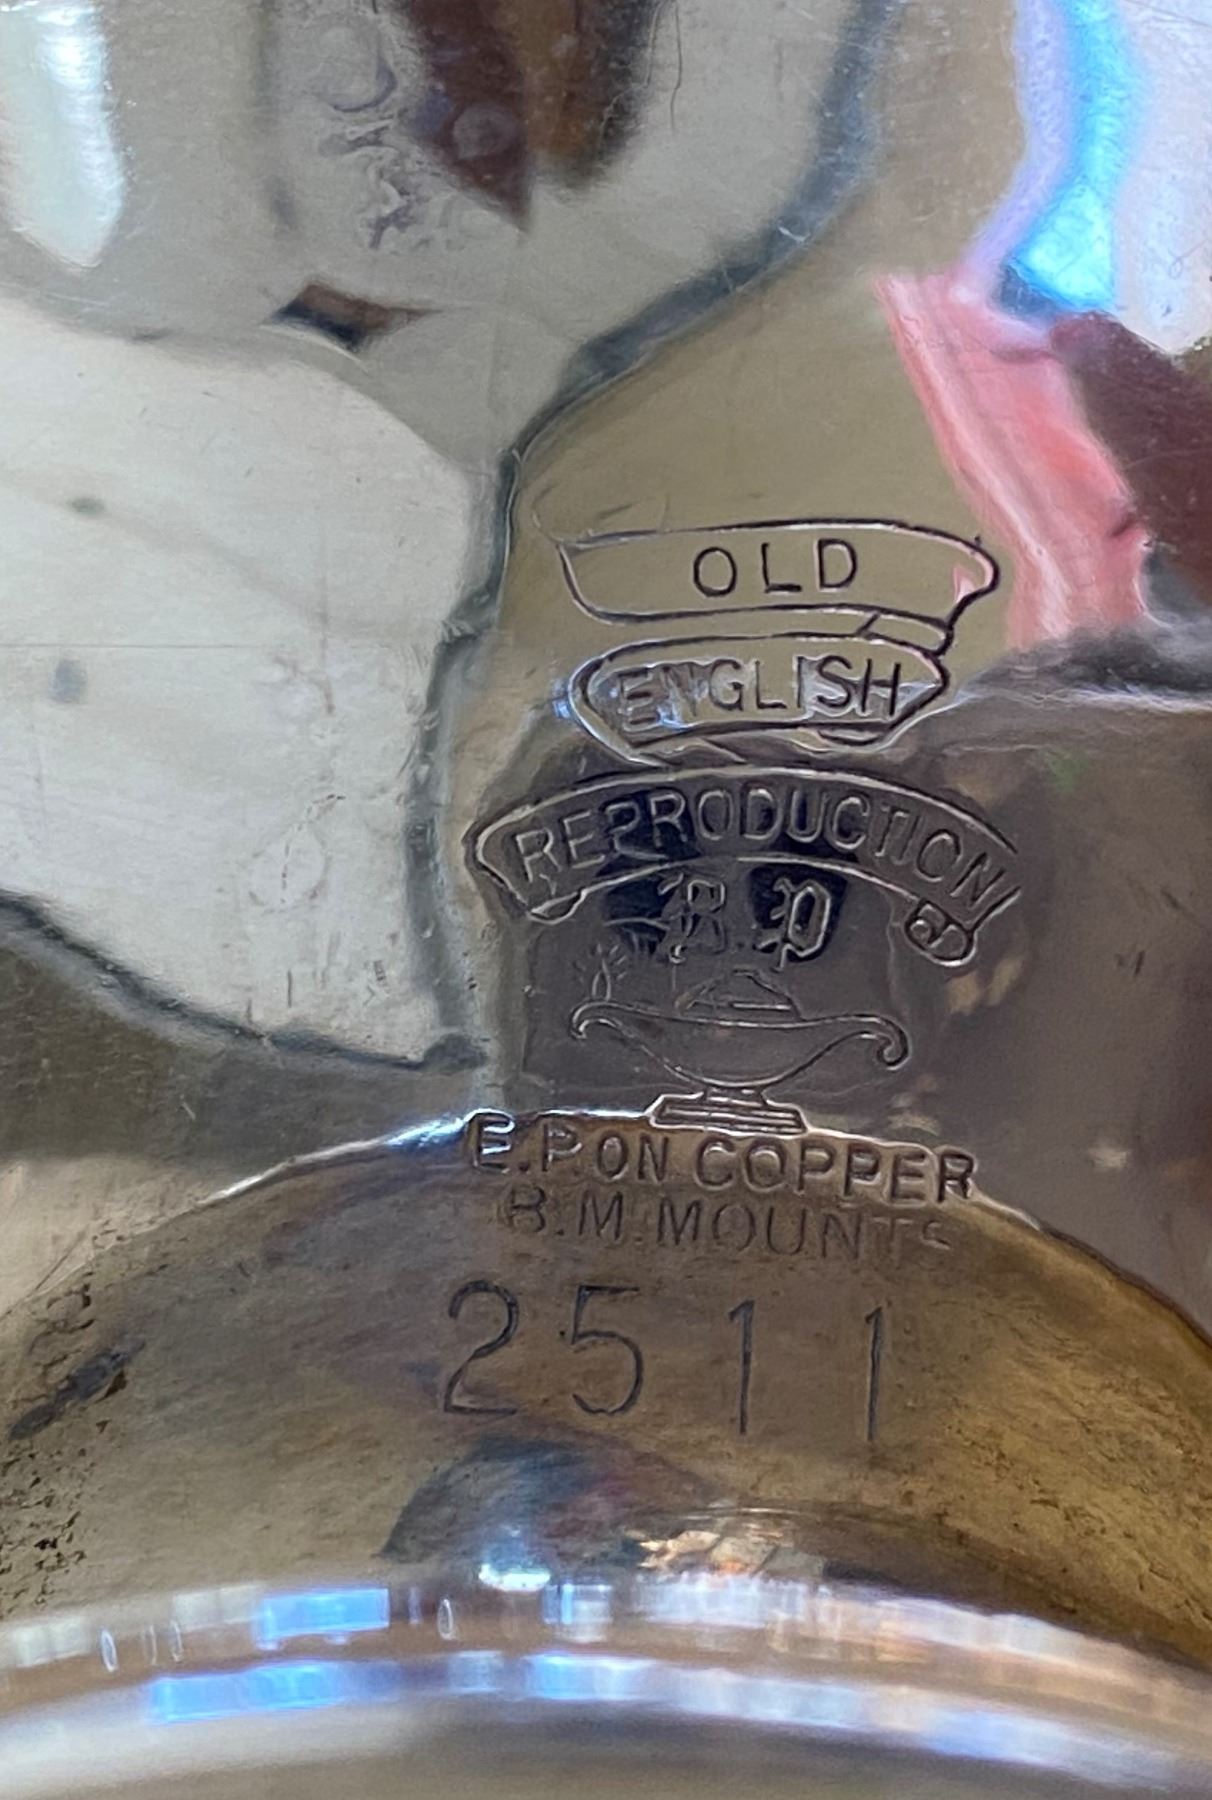 OLD
ENGLISH
REPRODUCTION
B.P
E.P. ON COPPER
B.M. MOUNTS
2511